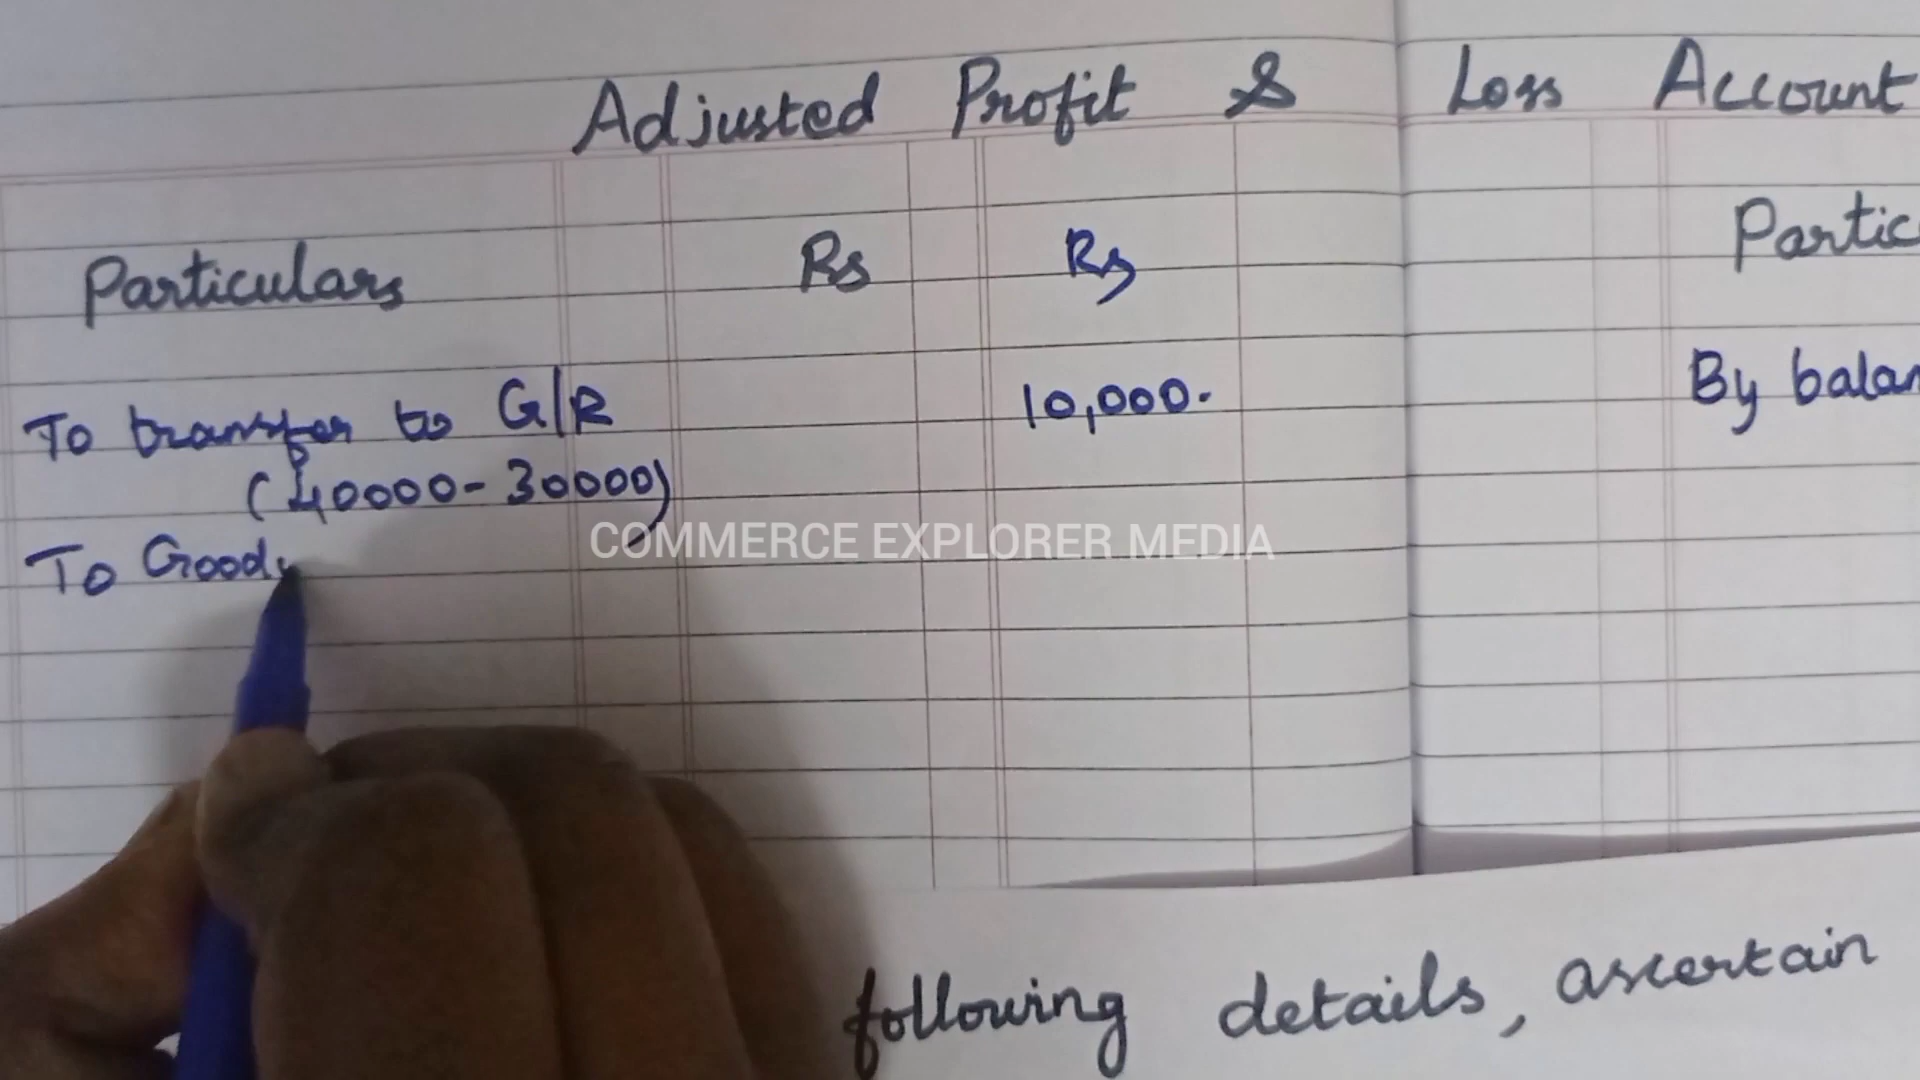 Adjusted Profit & Loss Account
Particulars Rs Rs Partic
To transfer to G/R 10,000. By balan
(40000-30000)
To Good
COMMERCE EXPLORER MEDIA
following details, ascertain